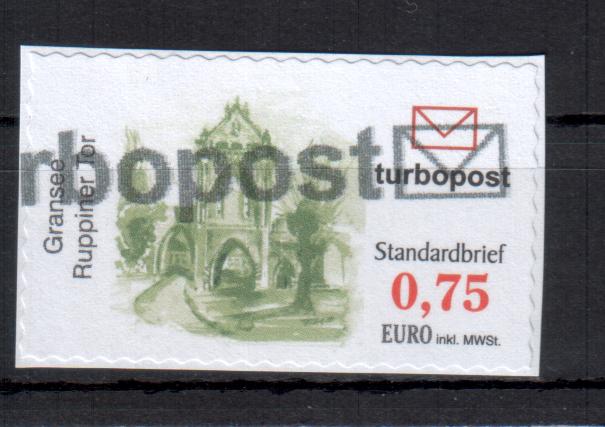 Gransee
Ruppiner Tor
rbopost
turbopost
Standardbrief
0,75
EURO inkl. MWSt.